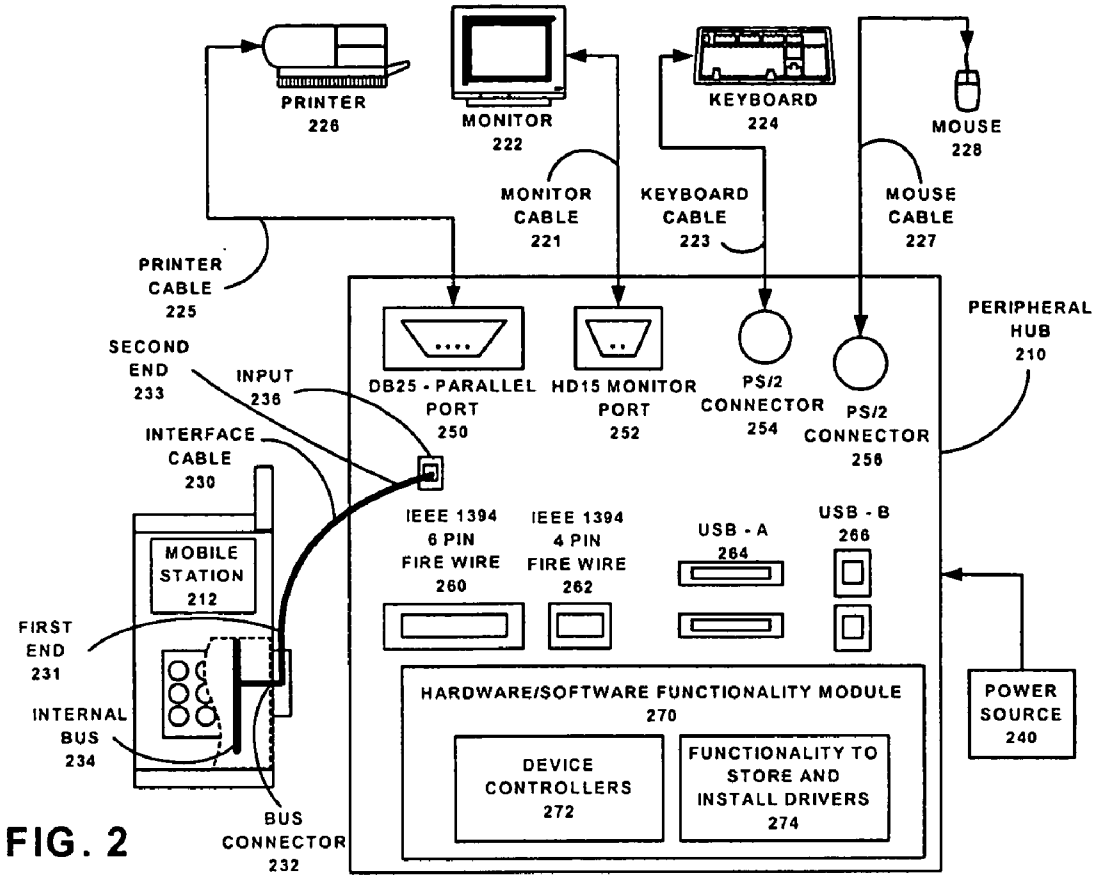 PRINTER
226
MONITOR
222
KEYBOARD
224
MOUSE
228
MONITOR
CABLE
221
KEYBOARD
CABLE
223
MOUSE
CABLE
227
PRINTER
CABLE
225
PERIPHERAL
HUB
210
SECOND
END
233
INPUT
236
DB25 - PARALLEL
PORT
250
HD15 MONITOR
PORT
252
PS/2
CONNECTOR
254
PS/2
CONNECTOR
256
INTERFACE
CABLE
230
IEEE 1394
6 PIN
FIRE WIRE
260
IEEE 1394
4 PIN
FIRE WIRE
262
USB - A
264
USB - B
266
MOBILE
STATION
212
FIRST
END
231
INTERNAL
BUS
234
BUS
CONNECTOR
232
HARDWARE/SOFTWARE FUNCTIONALITY MODULE
270
DEVICE
CONTROLLERS
272
FUNCTIONALITY TO
STORE AND
INSTALL DRIVERS
274
POWER
SOURCE
240
FIG. 2